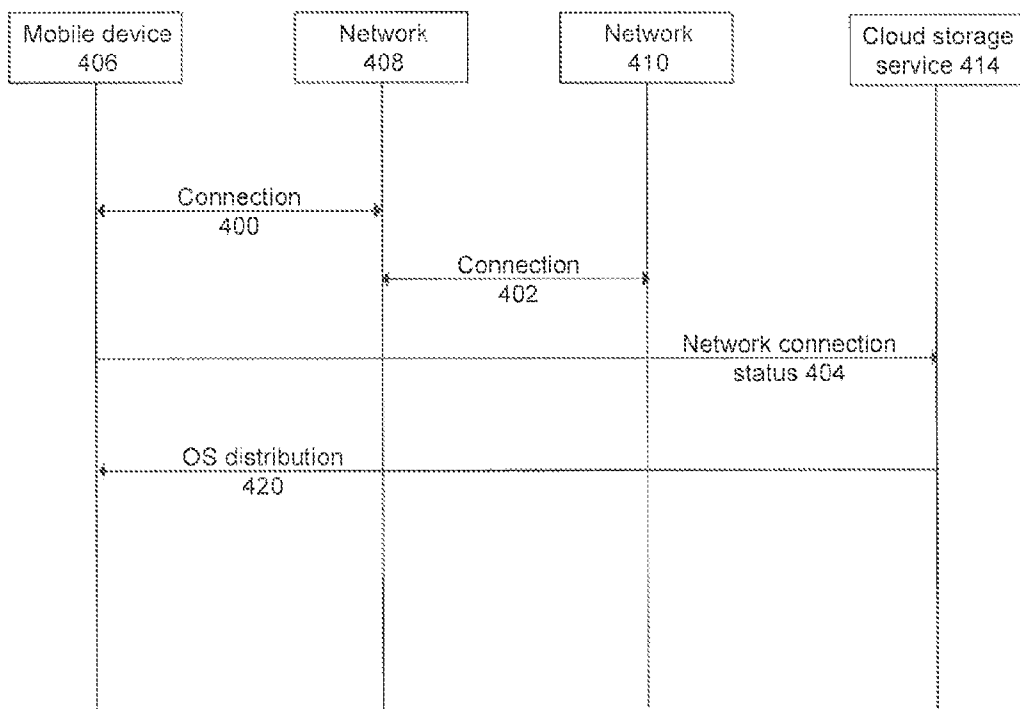 Mobile device
406
Network
408
Network
410
Cloud storage
service 414
Connection
400
Connection
402
Network connection
status 404
OS distribution
420